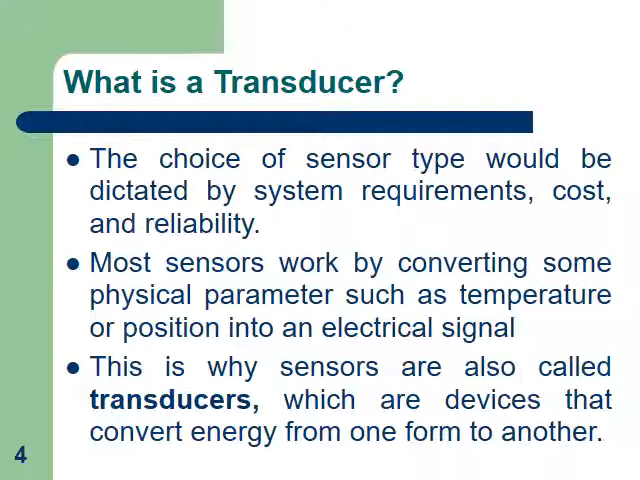 What is a Transducer?
The choice of sensor type would be
dictated by system requirements, cost,
and reliability.
Most sensors work by converting some
physical parameter such as temperature
or position into an electrical signal
This is why sensors are also called
transducers, which are devices that
convert energy from one form to another.
4